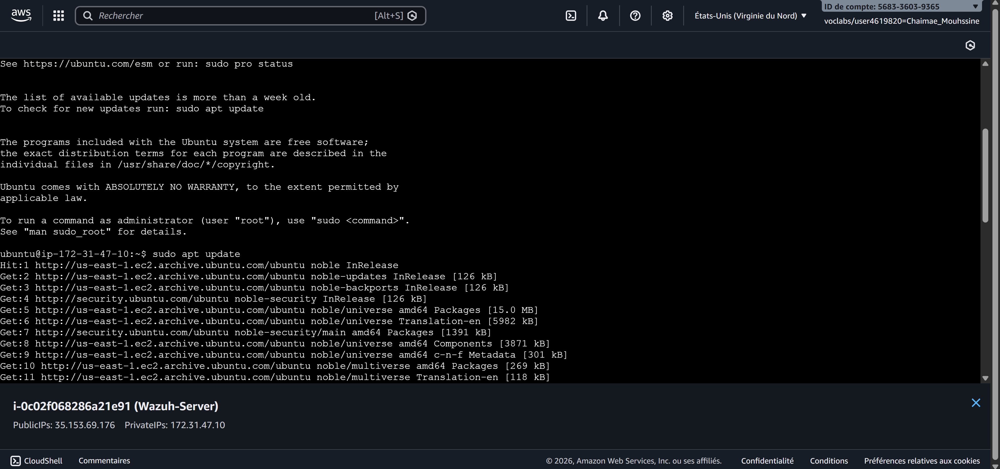 aws
Rechercher [Alt+S]
États-Unis (Virginie du Nord)
ID de compte: 5683-3603-9365
voclabs/user4619820=Chaimae_Mouhssine
See https://ubuntu.com/esm or run: sudo pro status
The list of available updates is more than a week old.
To check for new updates run: sudo apt update
The programs included with the Ubuntu system are free software;
the exact distribution terms for each program are described in the
individual files in /usr/share/doc/*/copyright.
Ubuntu comes with ABSOLUTELY NO WARRANTY, to the extent permitted by
applicable law.
To run a command as administrator (user "root"), use "sudo <command>".
See "man sudo_root" for details.
ubuntu@ip-172-31-47-10:~$ sudo apt update
Hit:1 http://us-east-1.ec2.archive.ubuntu.com/ubuntu noble InRelease
Get:2 http://us-east-1.ec2.archive.ubuntu.com/ubuntu noble-updates InRelease [126 kB]
Get:3 http://us-east-1.ec2.archive.ubuntu.com/ubuntu noble-backports InRelease [126 kB]
Get:4 http://security.ubuntu.com/ubuntu noble-security InRelease [126 kB]
Get:5 http://us-east-1.ec2.archive.ubuntu.com/ubuntu noble/universe amd64 Packages [15.0 MB]
Get:6 http://us-east-1.ec2.archive.ubuntu.com/ubuntu noble/universe Translation-en [5982 kB]
Get:7 http://security.ubuntu.com/ubuntu noble-security/main amd64 Packages [1391 kB]
Get:8 http://us-east-1.ec2.archive.ubuntu.com/ubuntu noble/universe amd64 Components [3871 kB]
Get:9 http://us-east-1.ec2.archive.ubuntu.com/ubuntu noble/universe amd64 c-n-f Metadata [301 kB]
Get:10 http://us-east-1.ec2.archive.ubuntu.com/ubuntu noble/multiverse amd64 Packages [269 kB]
Get:11 http://us-east-1.ec2.archive.ubuntu.com/ubuntu noble/multiverse Translation-en [118 kB]
i-0c02f068286a21e91 (Wazuh-Server)
PublicIPs: 35.153.69.176 PrivateIPs: 172.31.47.10
CloudShell Commentaires © 2026, Amazon Web Services, Inc. ou ses affiliés. Confidentialité Conditions Préférences relatives aux cookies